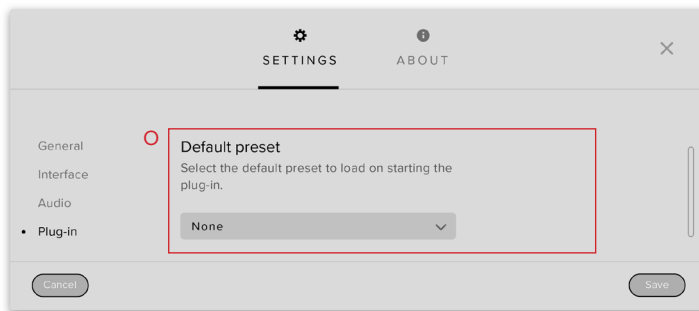 SETTINGS
ABOUT
General
Interface
Audio
• Plug-in
O
Default preset
Select the default preset to load on starting the
plug-in.
None
Cancel
Save